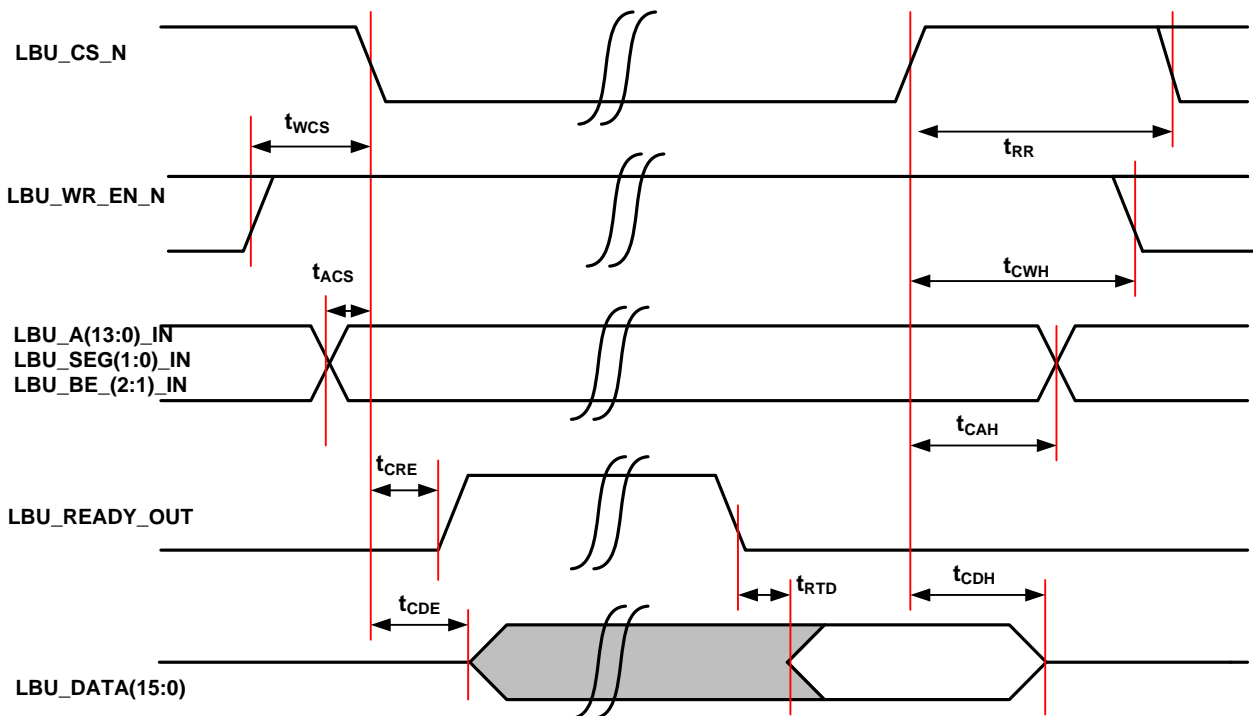 LBU_CS_N
tWCS
tRR
LBU_WR_EN_N
tACS
tCWH
LBU_A(13:0)_IN
LBU_SEG(1:0)_IN
LBU_BE_(2:1)_IN
tCAH
tCRE
LBU_READY_OUT
tCDE
tRTD
tCDH
LBU_DATA(15:0)